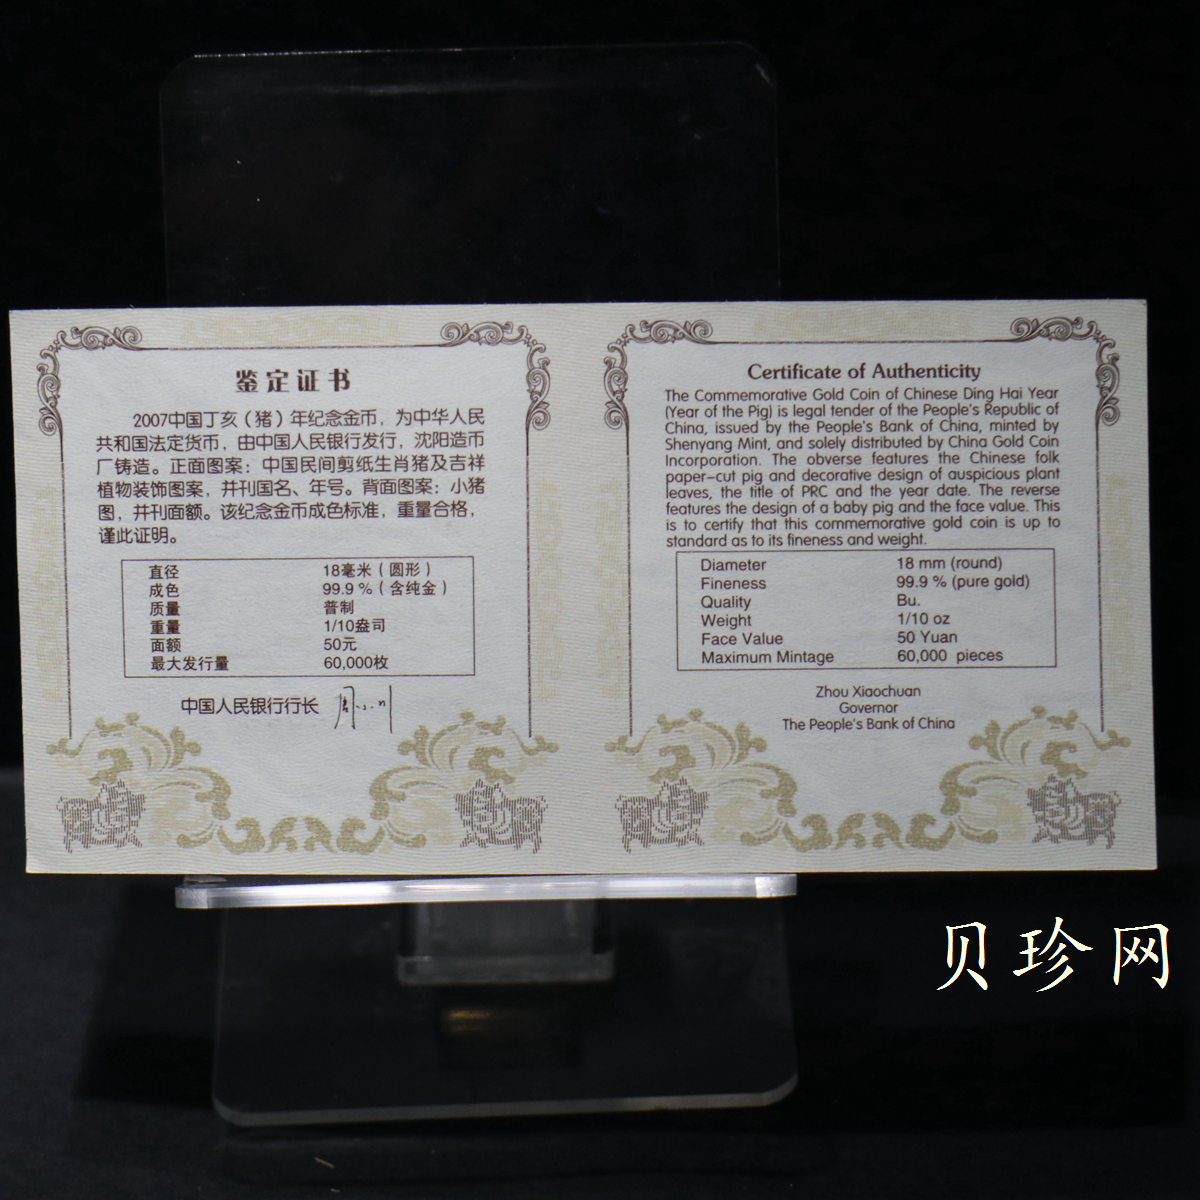 鉴定证书
2007中国丁亥（猪）年纪念金币，为中华人民
共和国法定货币，由中国人民银行发行，沈阳造币
厂铸造。正面图案：中国民间剪纸生肖猪及吉祥
植物装饰图案，并刊国名、年号。背面图案：小猪
图，并刊面额。该纪念金币成色标准，重量合格，
谨此证明。
直径 18毫米（圆形）
成色 99.9％（含纯金）
质量 普制
重量 1/10盎司
面额 50元
最大发行量 60,000枚
中国人民银行行长
Certificate of Authenticity
The Commemorative Gold Coin of Chinese Ding Hai Year
(Year of the Pig) is legal tender of the People's Republic of
China, issued by the People's Bank of China, minted by
Shenyang Mint, and solely distributed by China Gold Coin
Incorporation. The obverse features the Chinese folk
paper-cut pig and decorative design of auspicious plant
leaves, the title of PRC and the year date. The reverse
features the design of a baby pig and the face value. This
is to certify that this commemorative gold coin is up to
standard as to its fineness and weight.
Diameter 18 mm (round)
Fineness 99.9 % (pure gold)
Quality Bu.
Weight 1/10 oz
Face Value 50 Yuan
Maximum Mintage 60,000 pieces
Zhou Xiaochuan
Governor
The People's Bank of China
贝珍网